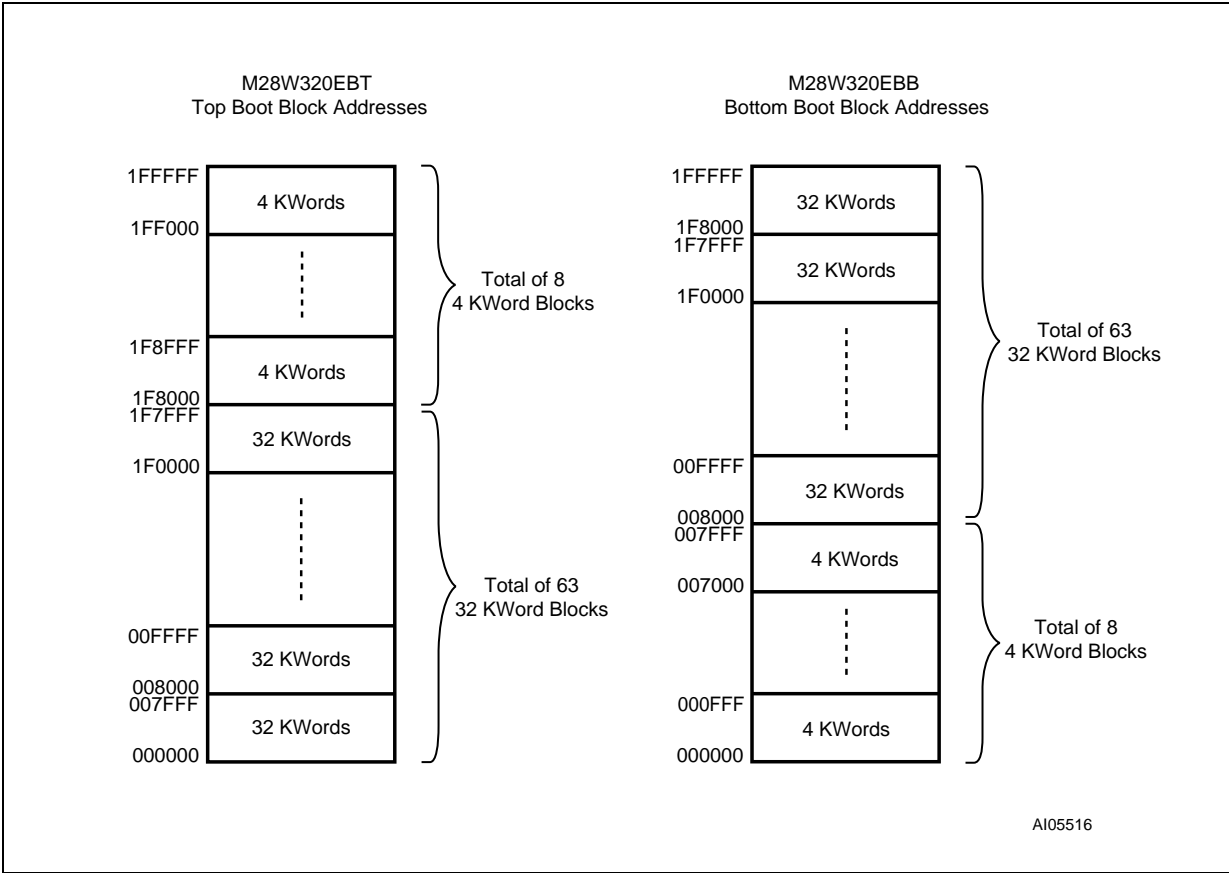 M28W320EBT
Top Boot Block Addresses
1FFFFF
4 KWords
1FF000
Total of 8
4 KWord Blocks
1F8FFF
4 KWords
1F8000
1F7FFF
32 KWords
1F0000
Total of 63
32 KWord Blocks
00FFFF
32 KWords
008000
007FFF
32 KWords
000000
M28W320EBB
Bottom Boot Block Addresses
1FFFFF
32 KWords
1F8000
1F7FFF
32 KWords
1F0000
Total of 63
32 KWord Blocks
00FFFF
32 KWords
008000
007FFF
4 KWords
007000
Total of 8
4 KWord Blocks
000FFF
4 KWords
000000
AI05516